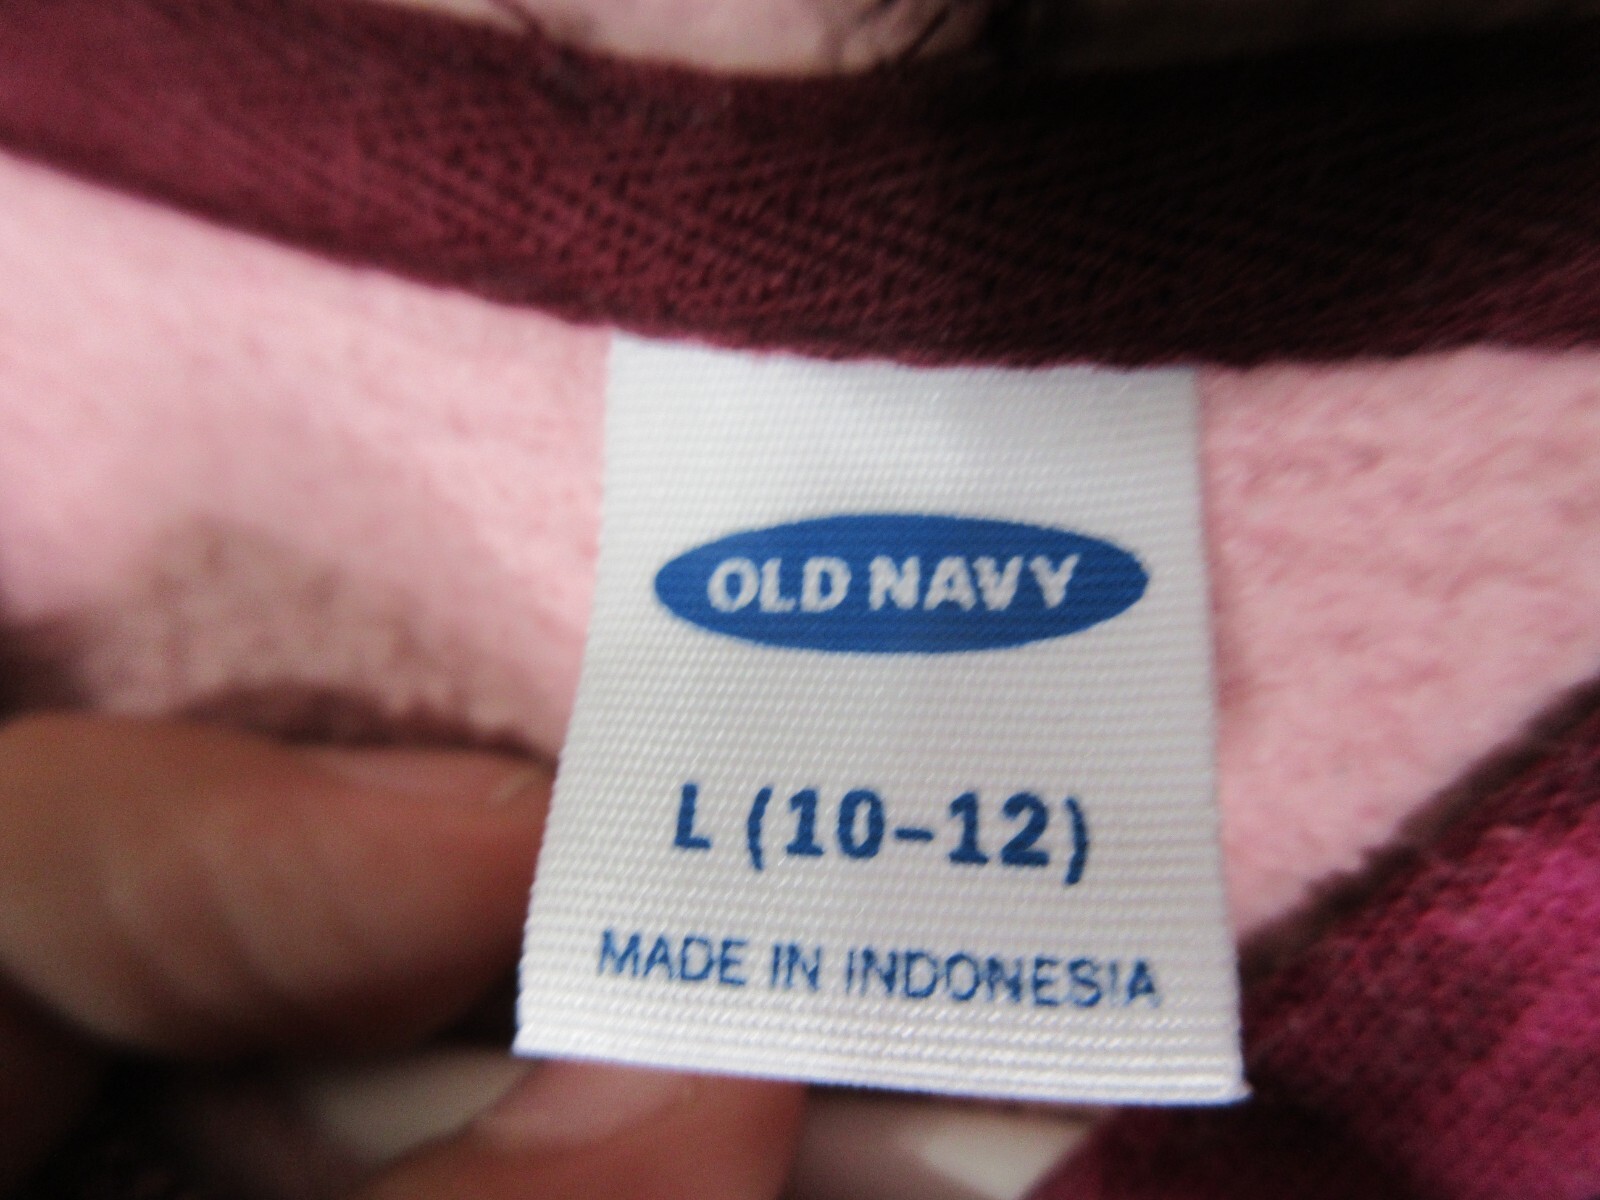 OLD NAVY
L (10-12)
MADE IN INDONESIA